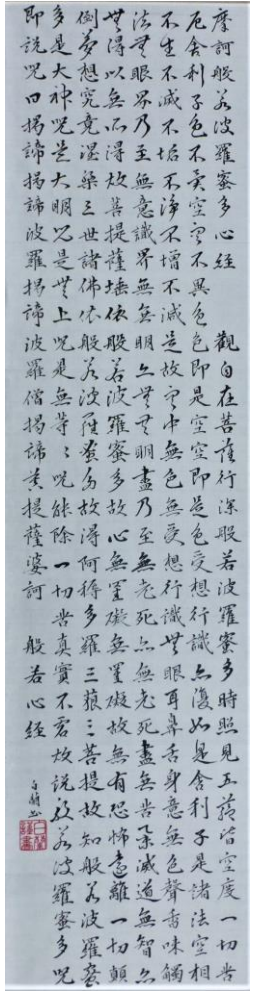 摩訶般若波羅蜜多心經 觀自在菩薩行深般若波羅蜜多時照見五蘊皆空度一切苦
厄舍利子色不異空空不異色色即是空空即是色受想行識亦復如是舍利子是諸法空相
不生不滅不垢不淨不增不減是故空中無色無受想行識無眼耳鼻舌身意無色聲香味觸
法無眼界乃至無意識界無無明亦無無明盡乃至無老死亦無老死盡無苦集滅道無智亦
無得以無所得故菩提薩埵依般若波羅蜜多故心無罣礙無罣礙故無有恐怖遠離一切顛
倒夢想究竟涅槃三世諸佛依般若波羅蜜多故得阿耨多羅三藐三菩提故知般若波羅蜜
多是大神咒是大明咒是無上咒是無等々咒能除一切苦真實不虛故說般若波羅蜜多咒
即說咒曰揭諦揭諦波羅揭諦波羅僧揭諦菩提薩婆訶 般若心經